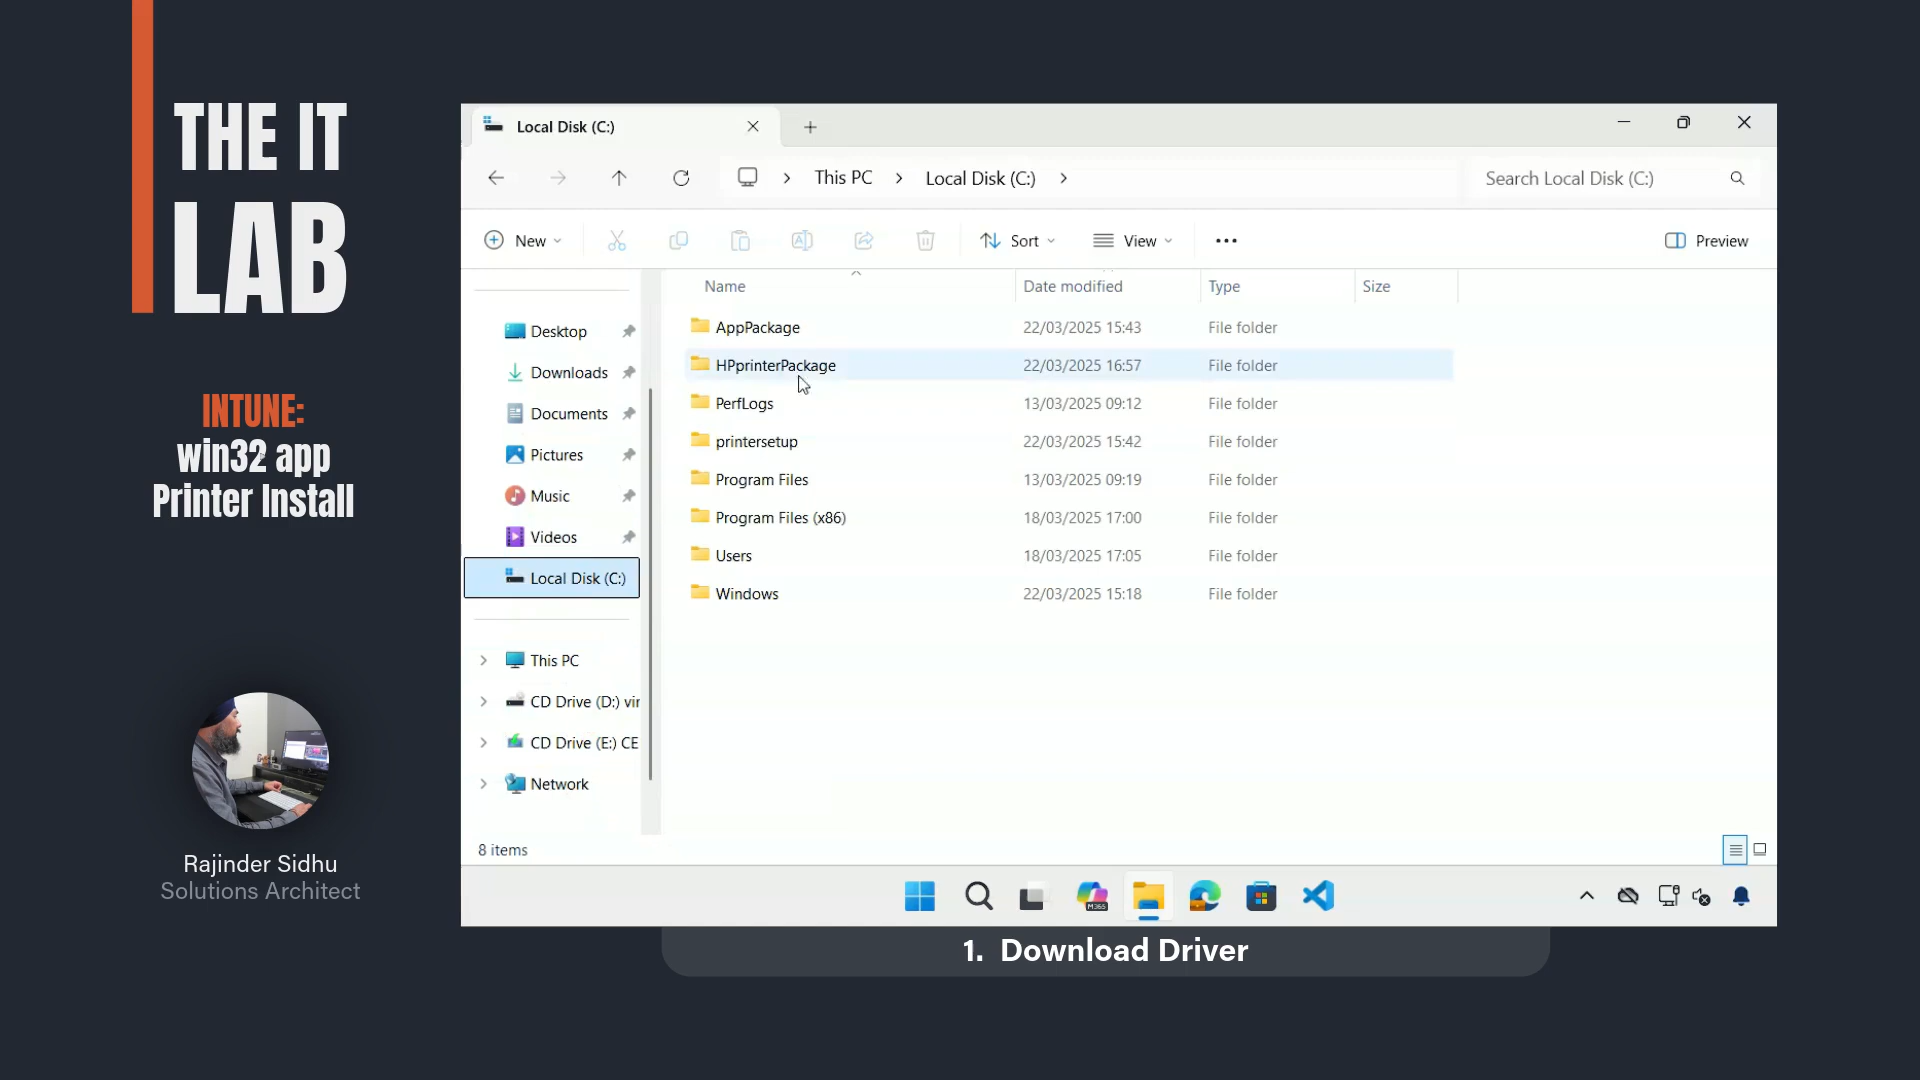 THE IT
LAB
INTUNE:
win32 app
Printer Install
Rajinder Sidhu
Solutions Architect
Local Disk (C:)
This PC
Local Disk (C:)
Search Local Disk (C:)
New
Sort
View
Preview
Name
Date modified
Type
Size
Desktop
Downloads
Documents
Pictures
Music
Videos
Local Disk (C:)
This PC
CD Drive (D:) vir
CD Drive (E:) CE
Network
AppPackage 22/03/2025 15:43 File folder
HPprinterPackage 22/03/2025 16:57 File folder
PerfLogs 13/03/2025 09:12 File folder
printersetup 22/03/2025 15:42 File folder
Program Files 13/03/2025 09:19 File folder
Program Files (x86) 18/03/2025 17:00 File folder
Users 18/03/2025 17:05 File folder
Windows 22/03/2025 15:18 File folder
8 items
M365
1. Download Driver